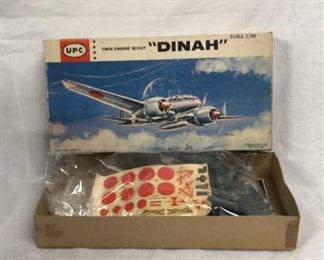 UPC
TWIN ENGINE SCOUT "DINAH"
SCALE 1/50